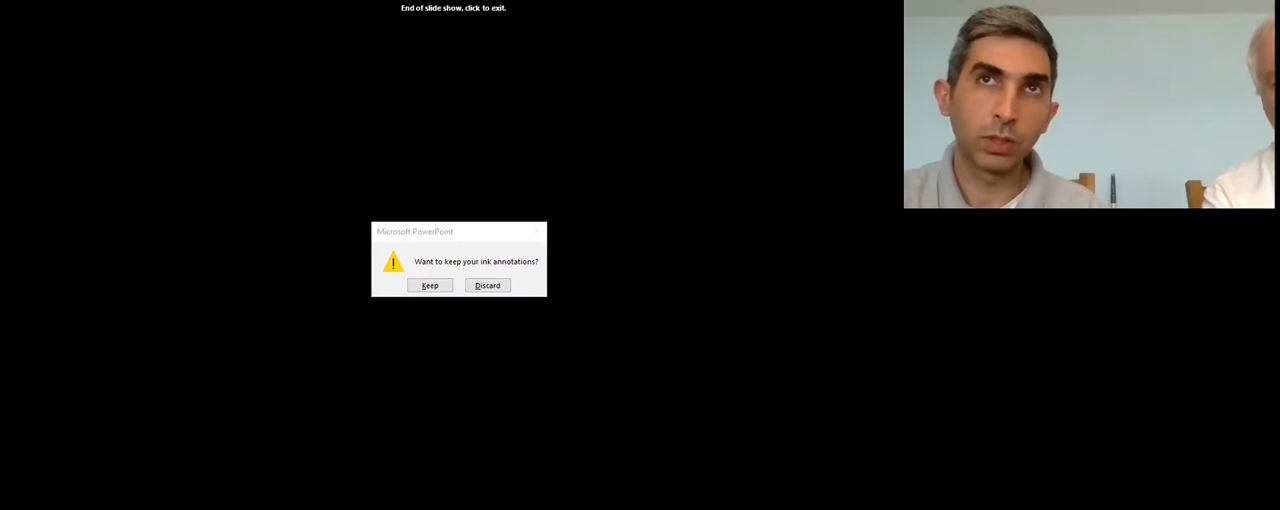 End of slide show, click to exit.
Microsoft PowerPoint
Want to keep your ink annotations?
Keep
Discard